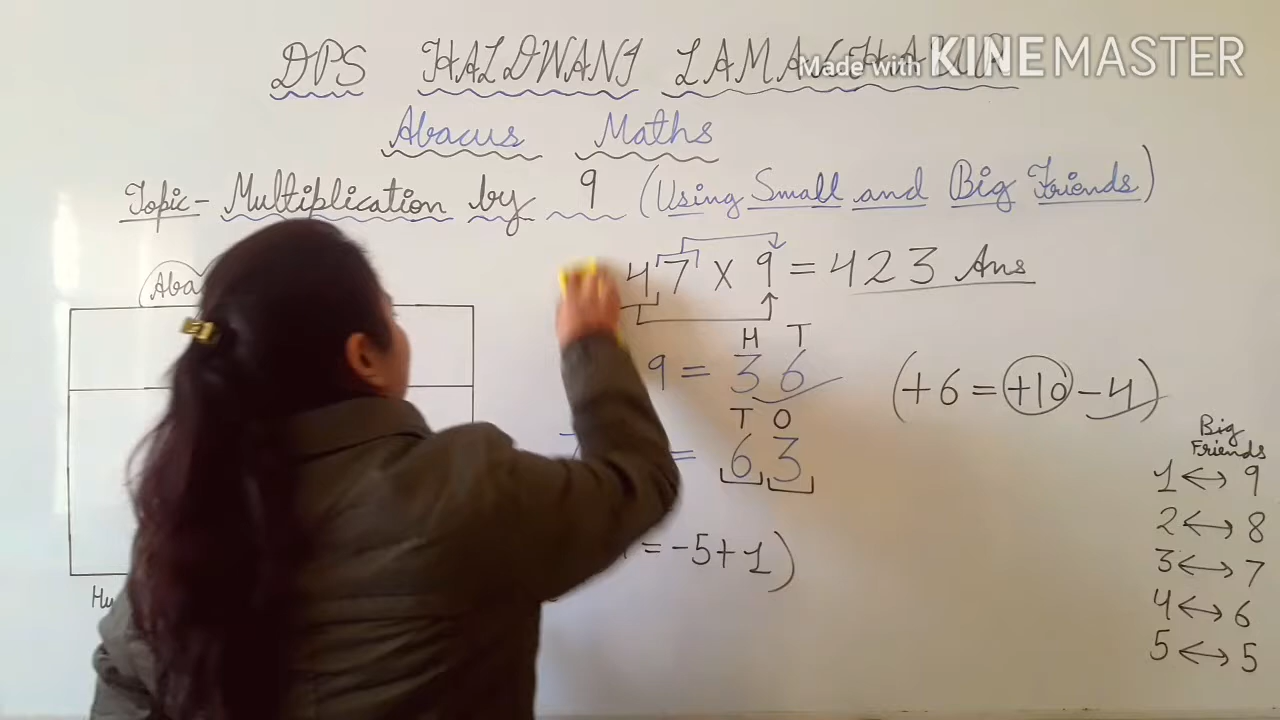 DPS HALDWANI LAMACHAUR
Made with KINEMASTER
Abacus Maths
Topic- Multiplication by 9 (Using Small and Big Friends)
47 X 9 = 423 Ans
Aba
H T
9 = 36
(+6 = +10 -4)
T O
= 63
= -5+1)
Hu
Big
Friends
1 ↔ 9
2 ↔ 8
3 ↔ 7
4 ↔ 6
5 ↔ 5